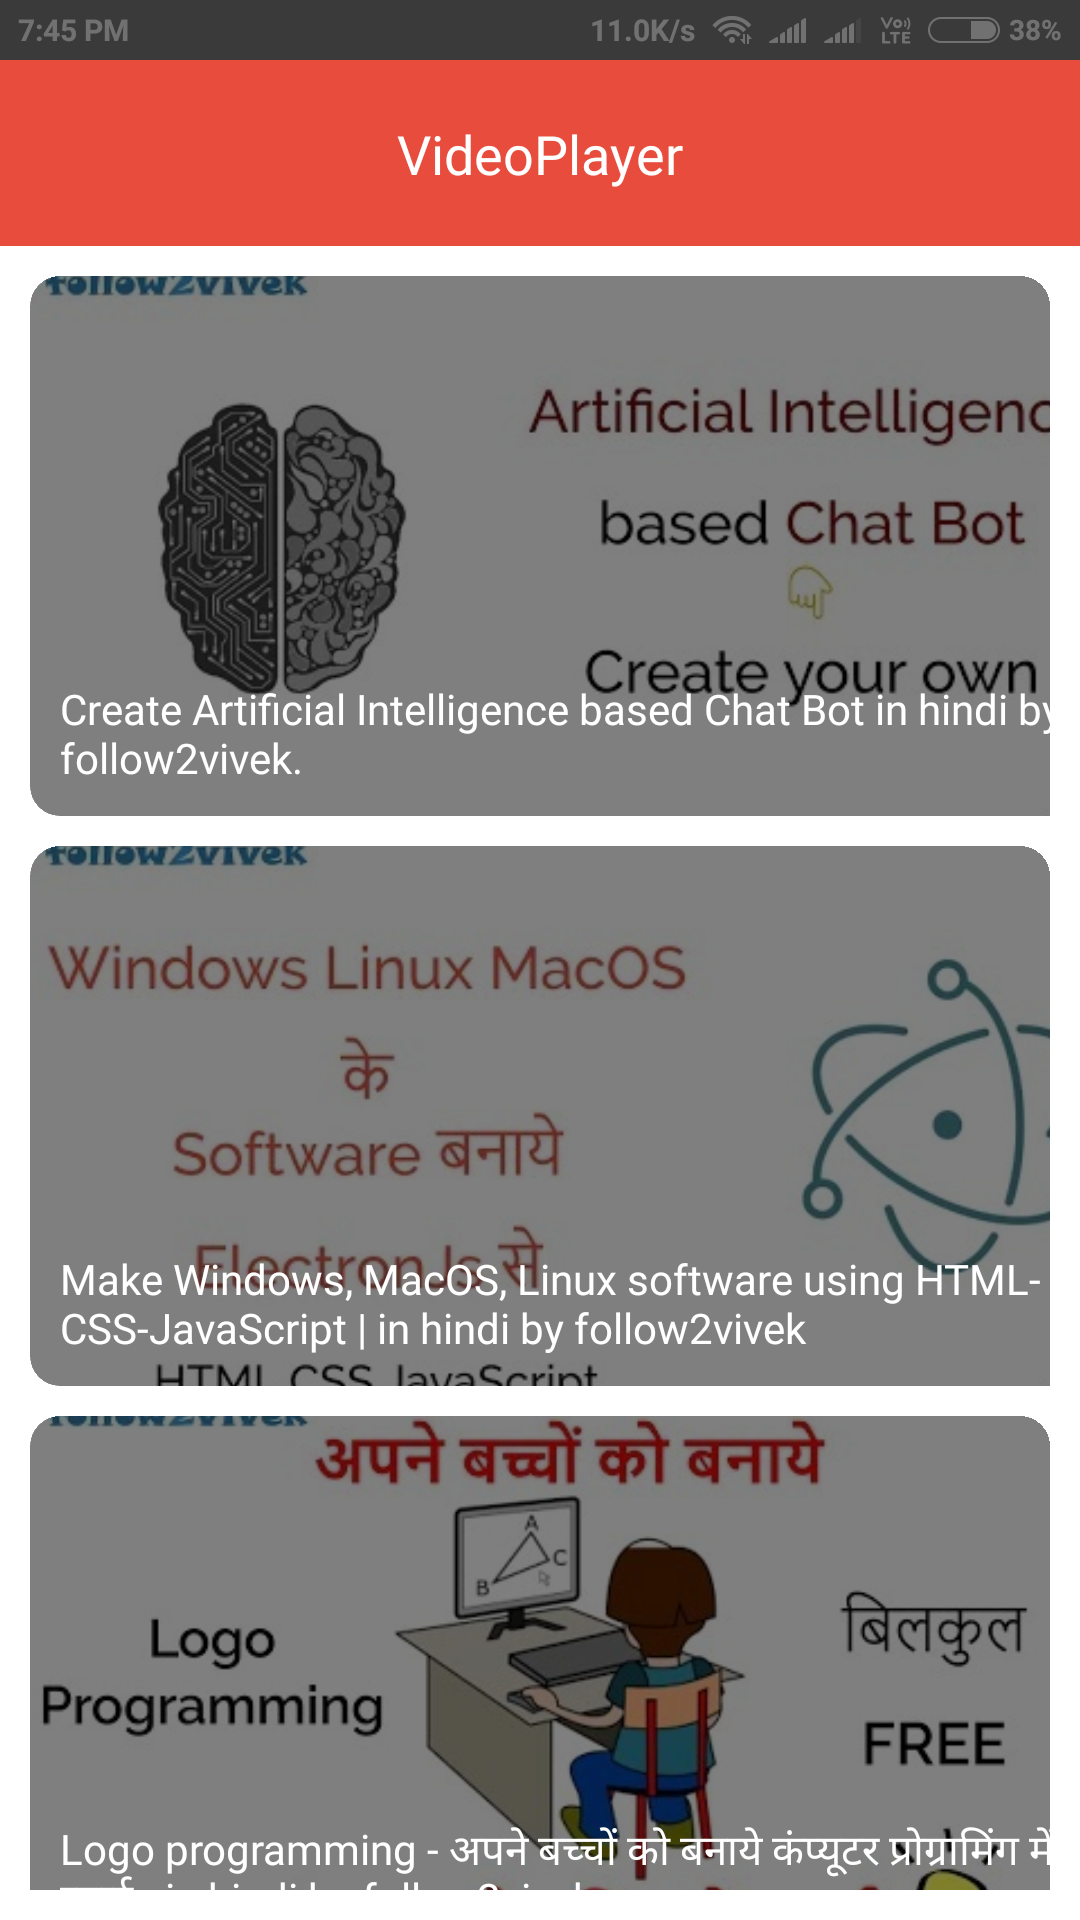 7:45 PM 11.0K/s VoLTE 38%
VideoPlayer
follow2vivek
Artificial Intelligenc
based Chat Bot
Create your own
Create Artificial Intelligence based Chat Bot in hindi by
follow2vivek.
follow2vivek
Windows Linux MacOS
के
Software बनाये
ElectronJs से
Make Windows, MacOS, Linux software using HTML-
CSS-JavaScript | in hindi by follow2vivek
HTML CSS JavaScript
follow2vivek
अपने बच्चों को बनाये
A
C
B
Logo
Programming
बिलकुल
FREE
Logo programming - अपने बच्चों को बनाये कंप्यूटर प्रोग्रामिंग में